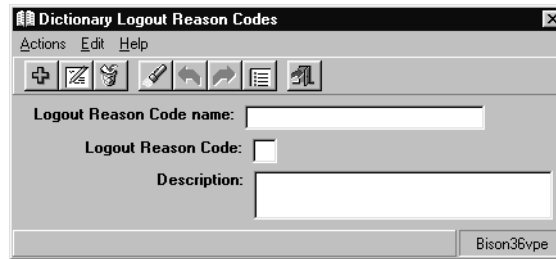 Dictionary Logout Reason Codes
Actions Edit Help
Logout Reason Code name:
Logout Reason Code:
Description:
Bison36vpe